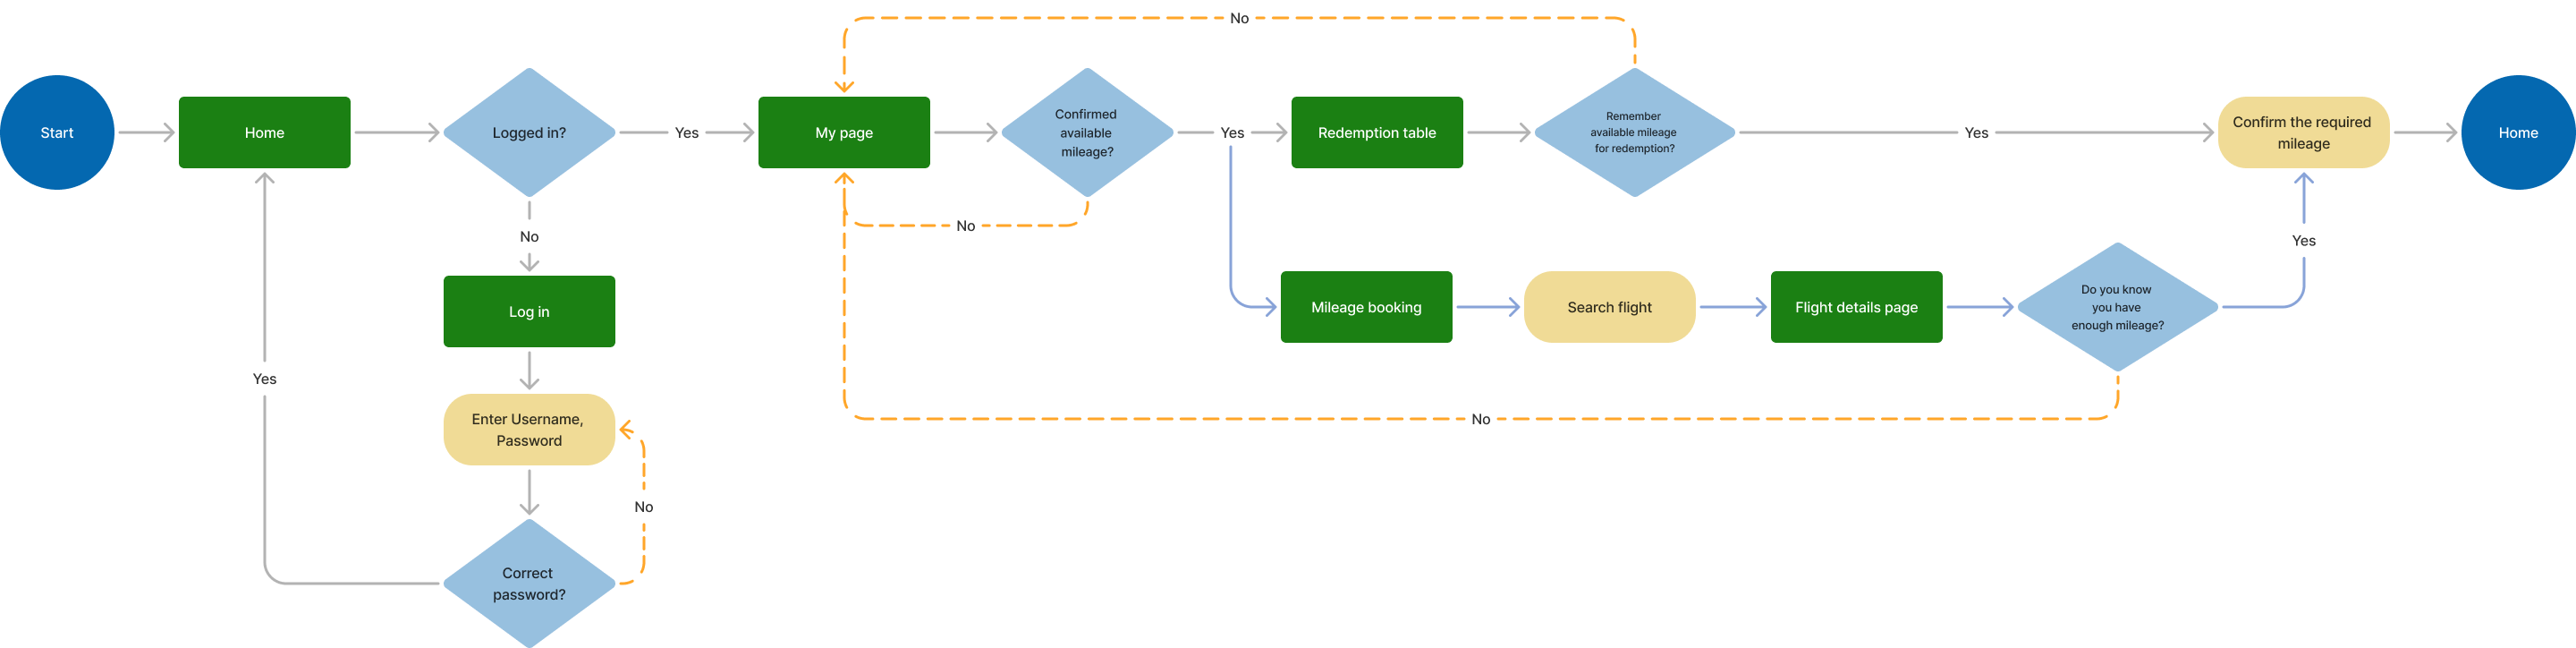 No
Start
Home
Logged in?
Yes
My page
Confirmed
available
mileage?
Yes
Redemption table
Remember
available mileage
for redemption?
Yes
Confirm the required
mileage
Home
No
No
Yes
Log in
Mileage booking
Search flight
Flight details page
Do you know
you have
enough mileage?
Yes
Enter Username,
Password
No
No
Correct
password?